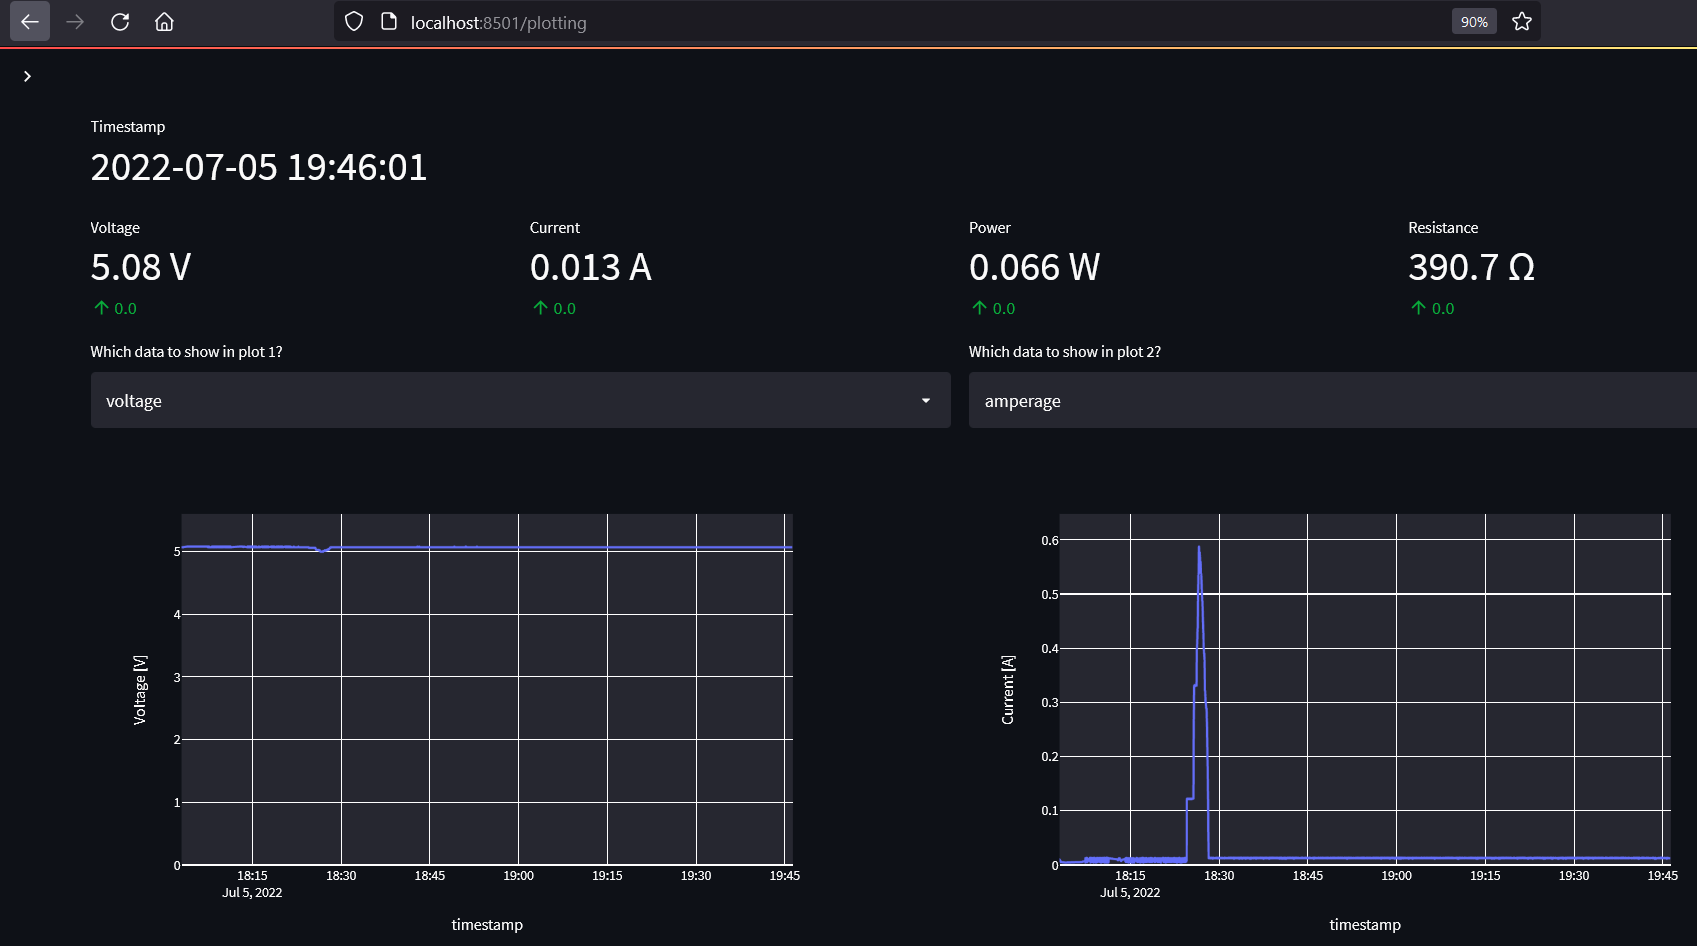 localhost:8501/plotting
90%
Timestamp
2022-07-05 19:46:01
Voltage
5.08 V
0.0
Current
0.013 A
0.0
Power
0.066 W
0.0
Resistance
390.7 Ω
0.0
Which data to show in plot 1?
voltage
Which data to show in plot 2?
amperage
Voltage [V]
5
4
3
2
1
0
18:15 18:30 18:45 19:00 19:15 19:30 19:45
Jul 5, 2022
timestamp
Current [A]
0.6
0.5
0.4
0.3
0.2
0.1
0
18:15 18:30 18:45 19:00 19:15 19:30 19:45
Jul 5, 2022
timestamp